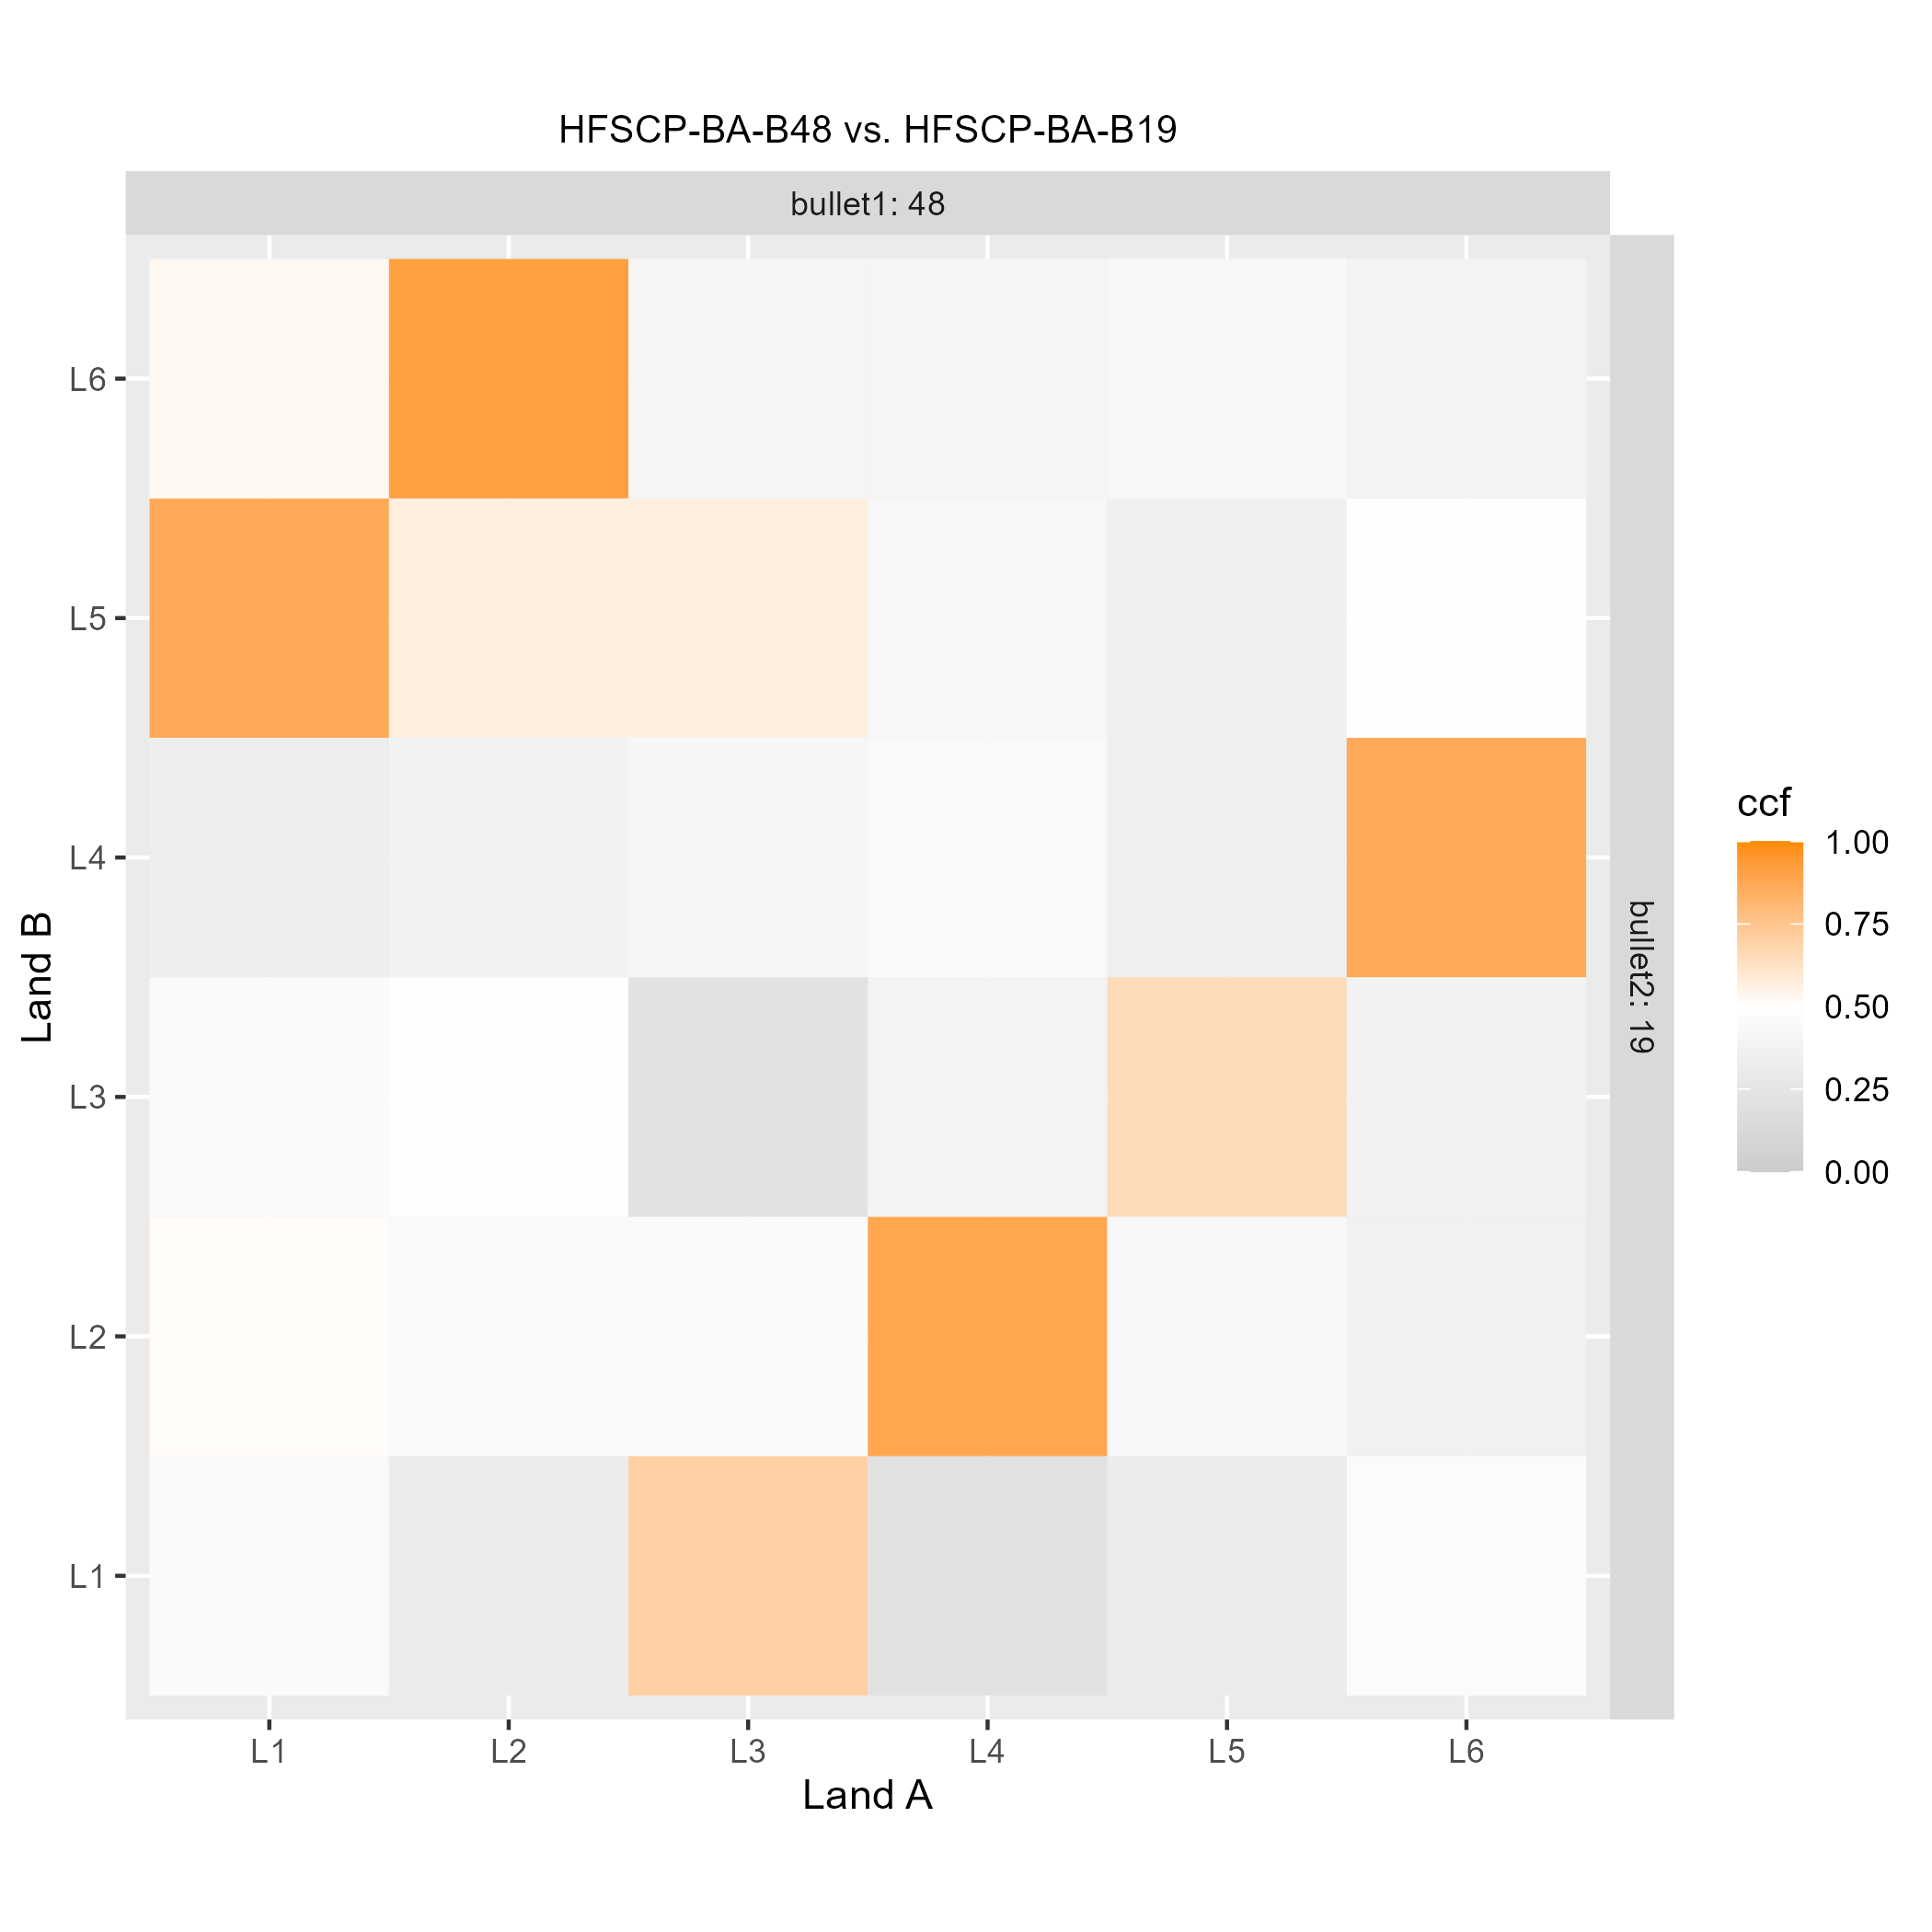 HFSCP-BA-B48 vs. HFSCP-BA-B19
bullet1: 48
L6
L5
L4
L3
L2
L1
Land B
bullet2: 19
ccf
1.00
0.75
0.50
0.25
0.00
L1 L2 L3 L4 L5 L6
Land A